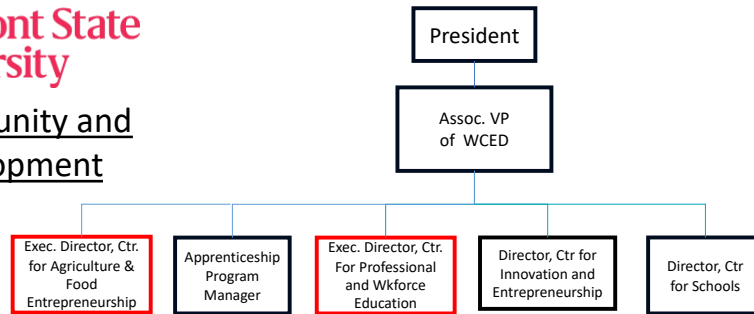 ont State
rsity
unity and
opment
President
Assoc. VP
of WCED
Exec. Director, Ctr.
for Agriculture &
Food
Entrepreneurship
Apprenticeship
Program
Manager
Exec. Director, Ctr.
For Professional
and Wkforce
Education
Director, Ctr for
Innovation and
Entrepreneurship
Director, Ctr
for Schools